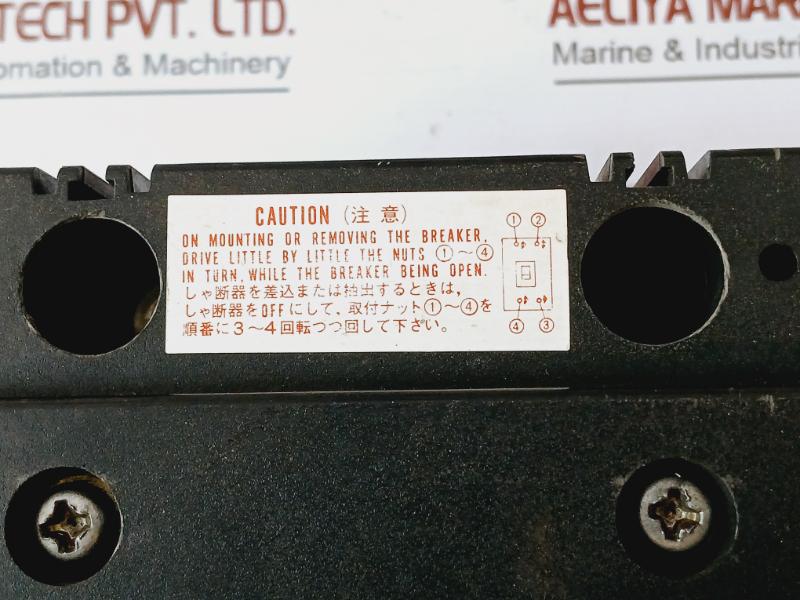 TECH PVT. LTD.
omation & Machinery
AELIYA MAR
Marine & Industri
CAUTION (注意)
ON MOUNTING OR REMOVING THE BREAKER,
DRIVE LITTLE BY LITTLE THE NUTS ①～④
IN TURN, WHILE THE BREAKER BEING OPEN.
しゃ断器を差込または抽出するときは,
しゃ断器をOFFにして、取付ナット①～④を
順番に3～4回転つつ回して下さい。
① ②
④ ③